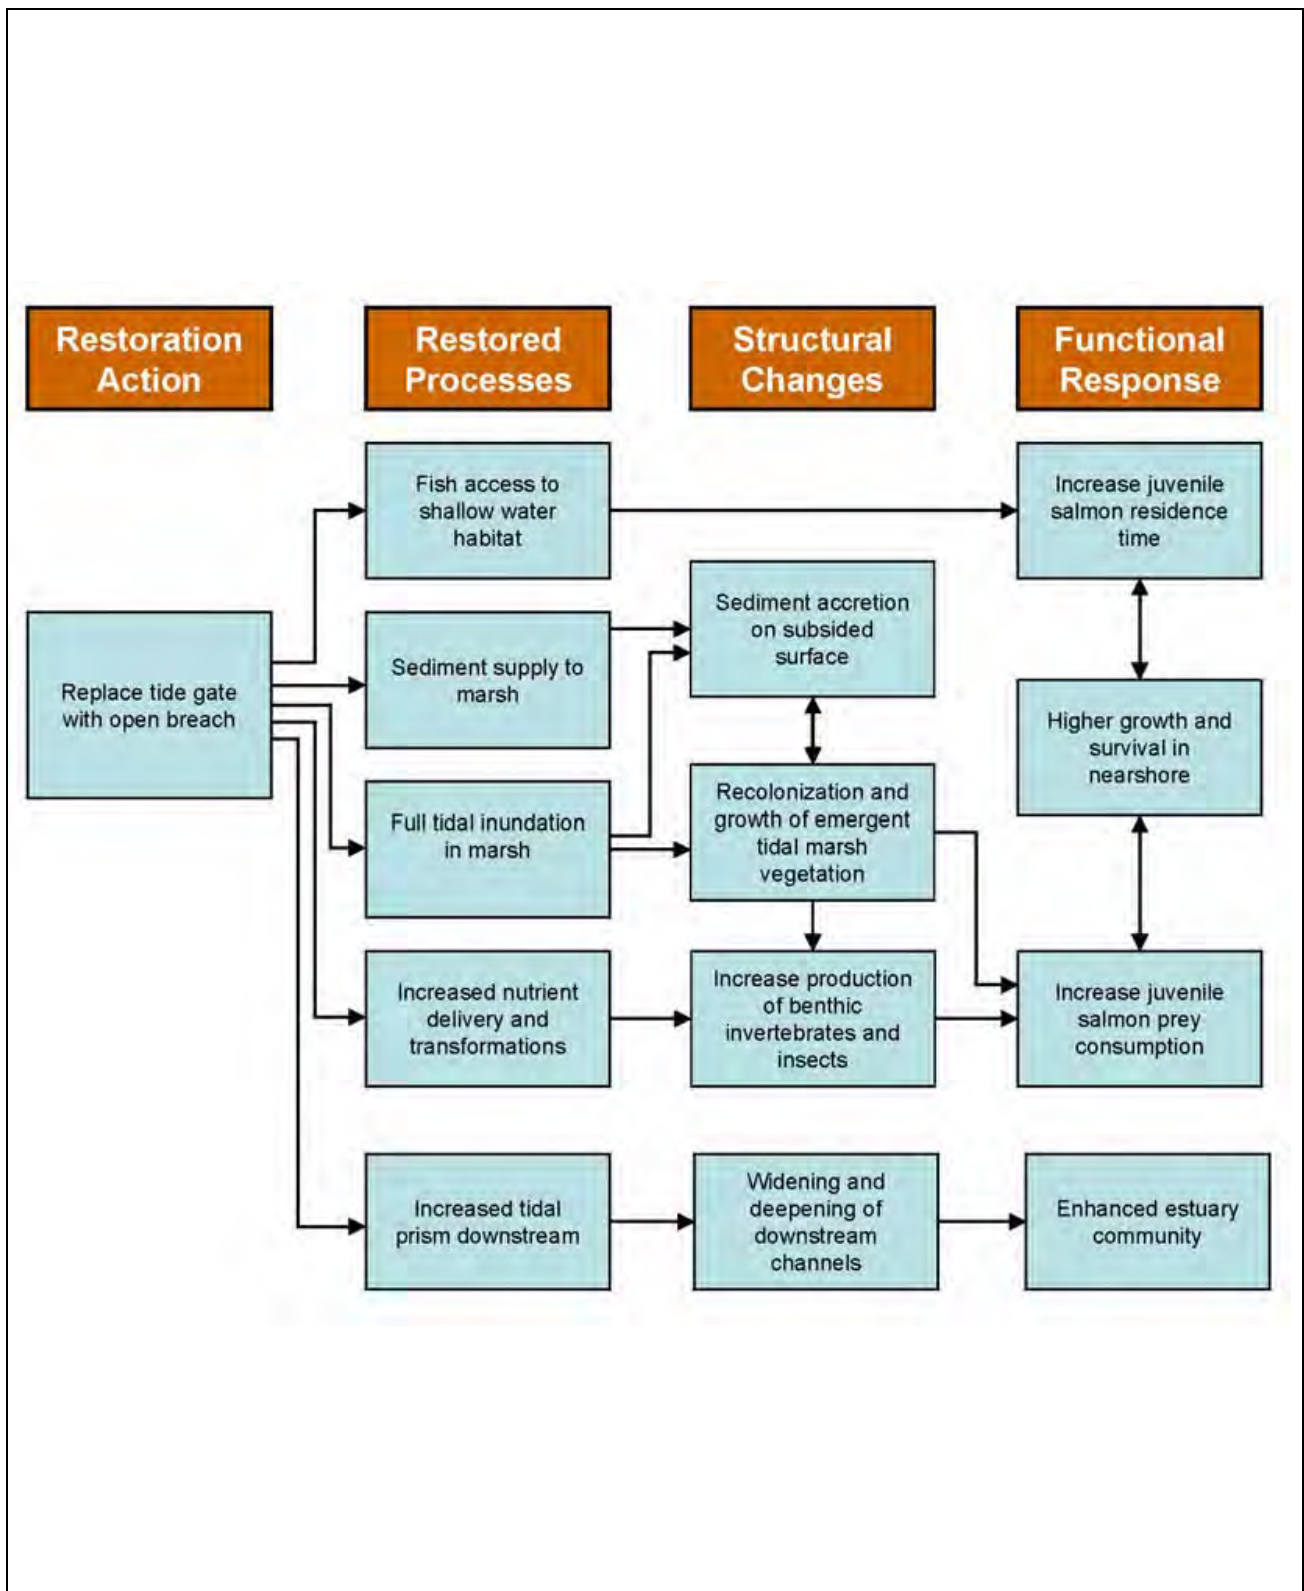 Restoration
Action
Restored
Processes
Structural
Changes
Functional
Response
Replace tide gate
with open breach
Fish access to
shallow water
habitat
Sediment supply to
marsh
Full tidal inundation
in marsh
Increased nutrient
delivery and
transformations
Increased tidal
prism downstream
Sediment accretion
on subsided
surface
Recolonization and
growth of emergent
tidal marsh
vegetation
Increase production
of benthic
invertebrates and
insects
Widening and
deepening of
downstream
channels
Increase juvenile
salmon residence
time
Higher growth and
survival in
nearshore
Increase juvenile
salmon prey
consumption
Enhanced estuary
community